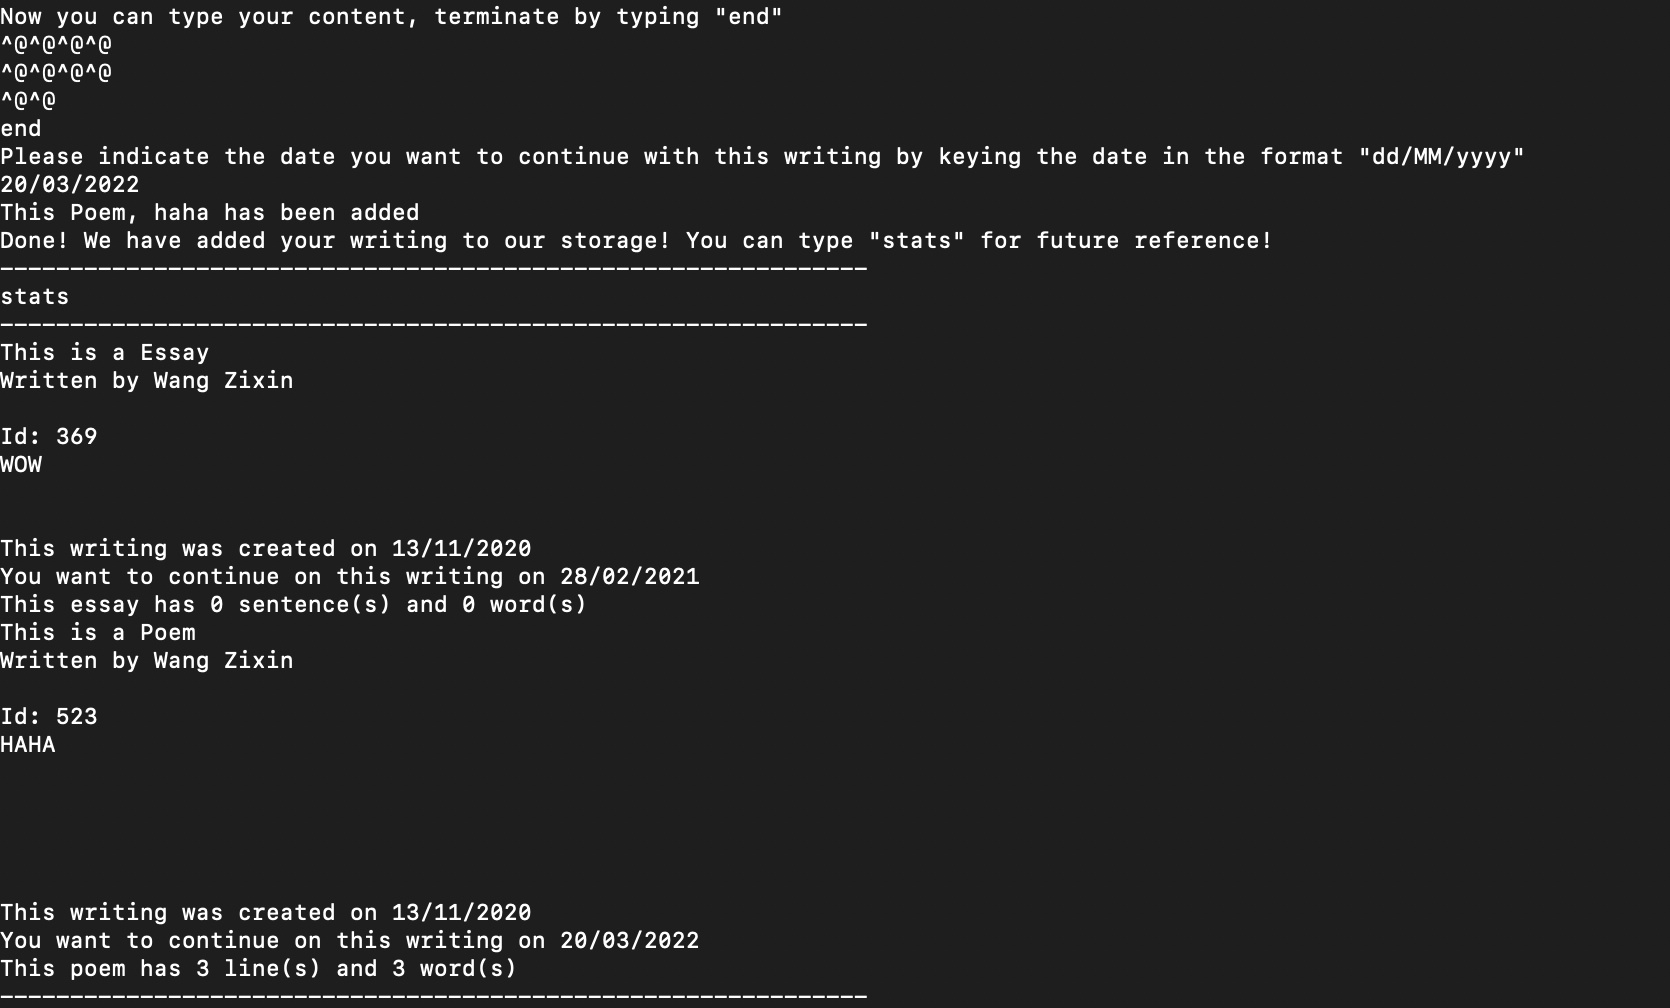 Now you can type your content, terminate by typing "end"
^@^@^@^@
^@^@^@^@
^@^@
end
Please indicate the date you want to continue with this writing by keying the date in the format "dd/MM/yyyy"
20/03/2022
This Poem, haha has been added
Done! We have added your writing to our storage! You can type "stats" for future reference!
--------------------------------------------------------------
stats
--------------------------------------------------------------
This is a Essay
Written by Wang Zixin
Id: 369
WOW
This writing was created on 13/11/2020
You want to continue on this writing on 28/02/2021
This essay has 0 sentence(s) and 0 word(s)
This is a Poem
Written by Wang Zixin
Id: 523
HAHA
This writing was created on 13/11/2020
You want to continue on this writing on 20/03/2022
This poem has 3 line(s) and 3 word(s)
--------------------------------------------------------------